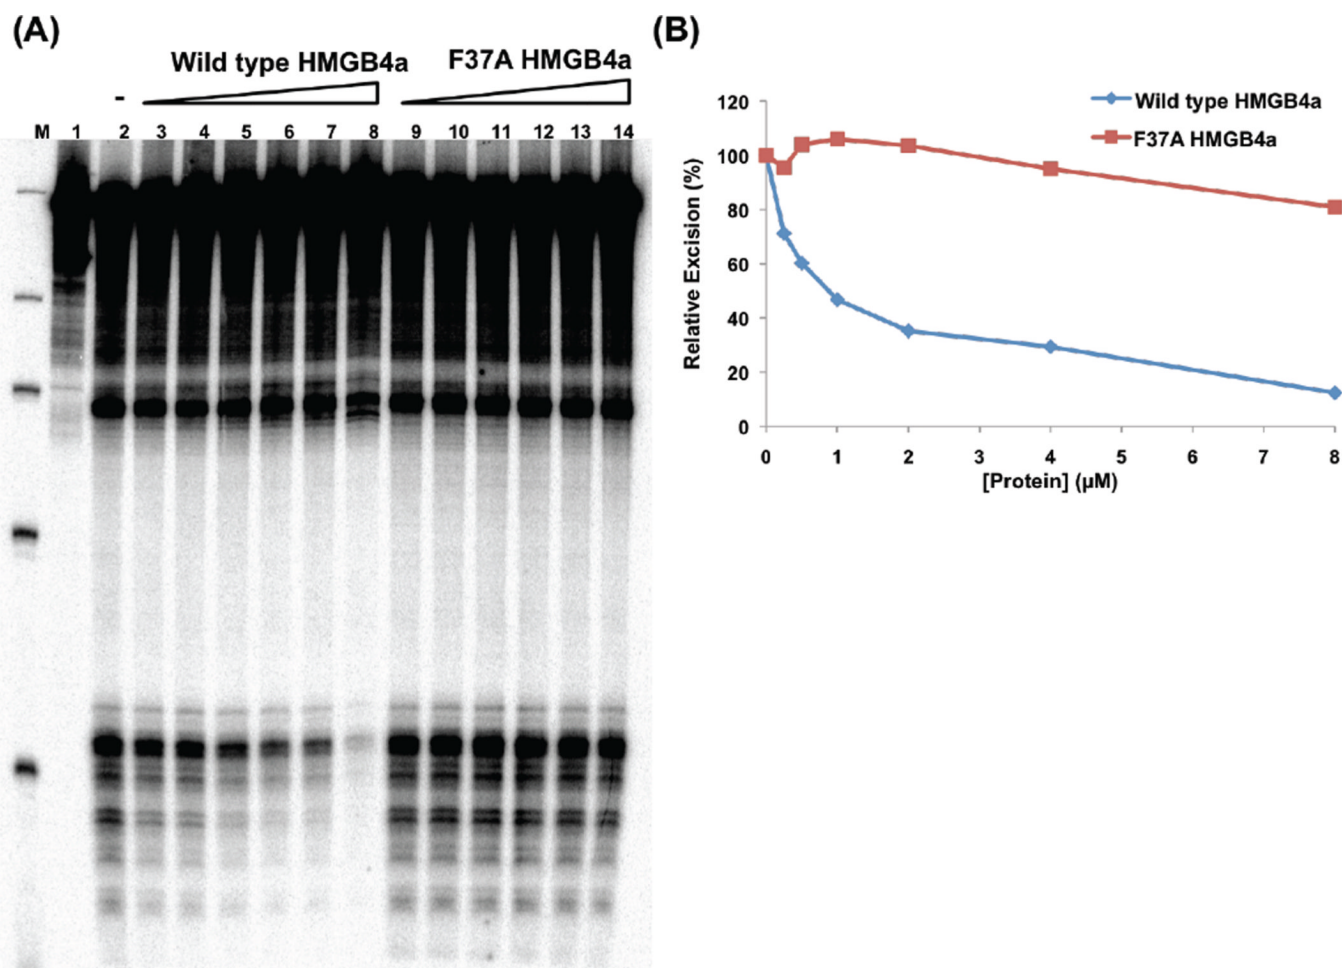 (A)
Wild type HMGB4a
F37A HMGB4a
-
M 1 2 3 4 5 6 7 8 9 10 11 12 13 14
(B)
Wild type HMGB4a
F37A HMGB4a
120
100
80
60
40
20
0
Relative Excision (%)
0 1 2 3 4 5 6 7 8
[Protein] (µM)